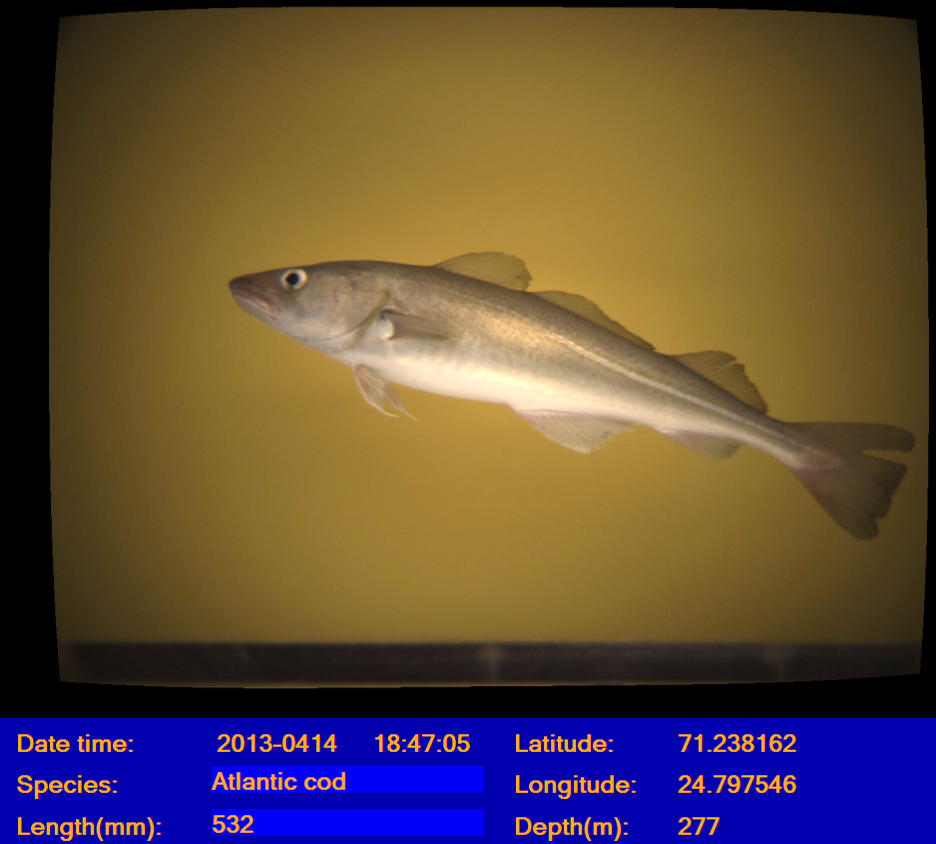 Date time: 2013-0414 18:47:05 Latitude: 71.238162
Species: Atlantic cod Longitude: 24.797546
Length(mm): 532 Depth(m): 277